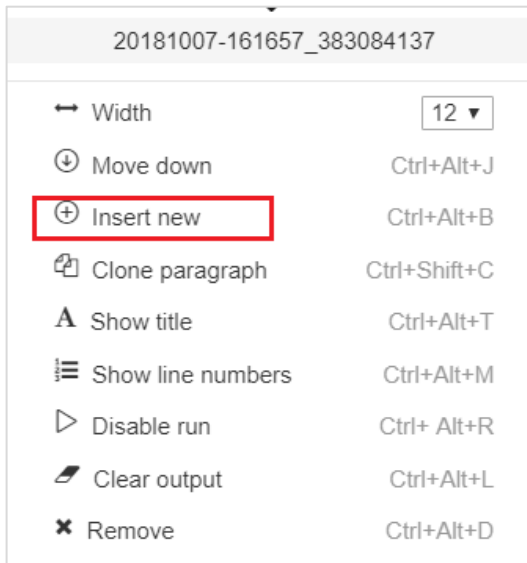 20181007-161657_383084137
Width 12
Move down Ctrl+Alt+J
Insert new Ctrl+Alt+B
Clone paragraph Ctrl+Shift+C
A Show title Ctrl+Alt+T
Show line numbers Ctrl+Alt+M
Disable run Ctrl+ Alt+R
Clear output Ctrl+Alt+L
Remove Ctrl+Alt+D